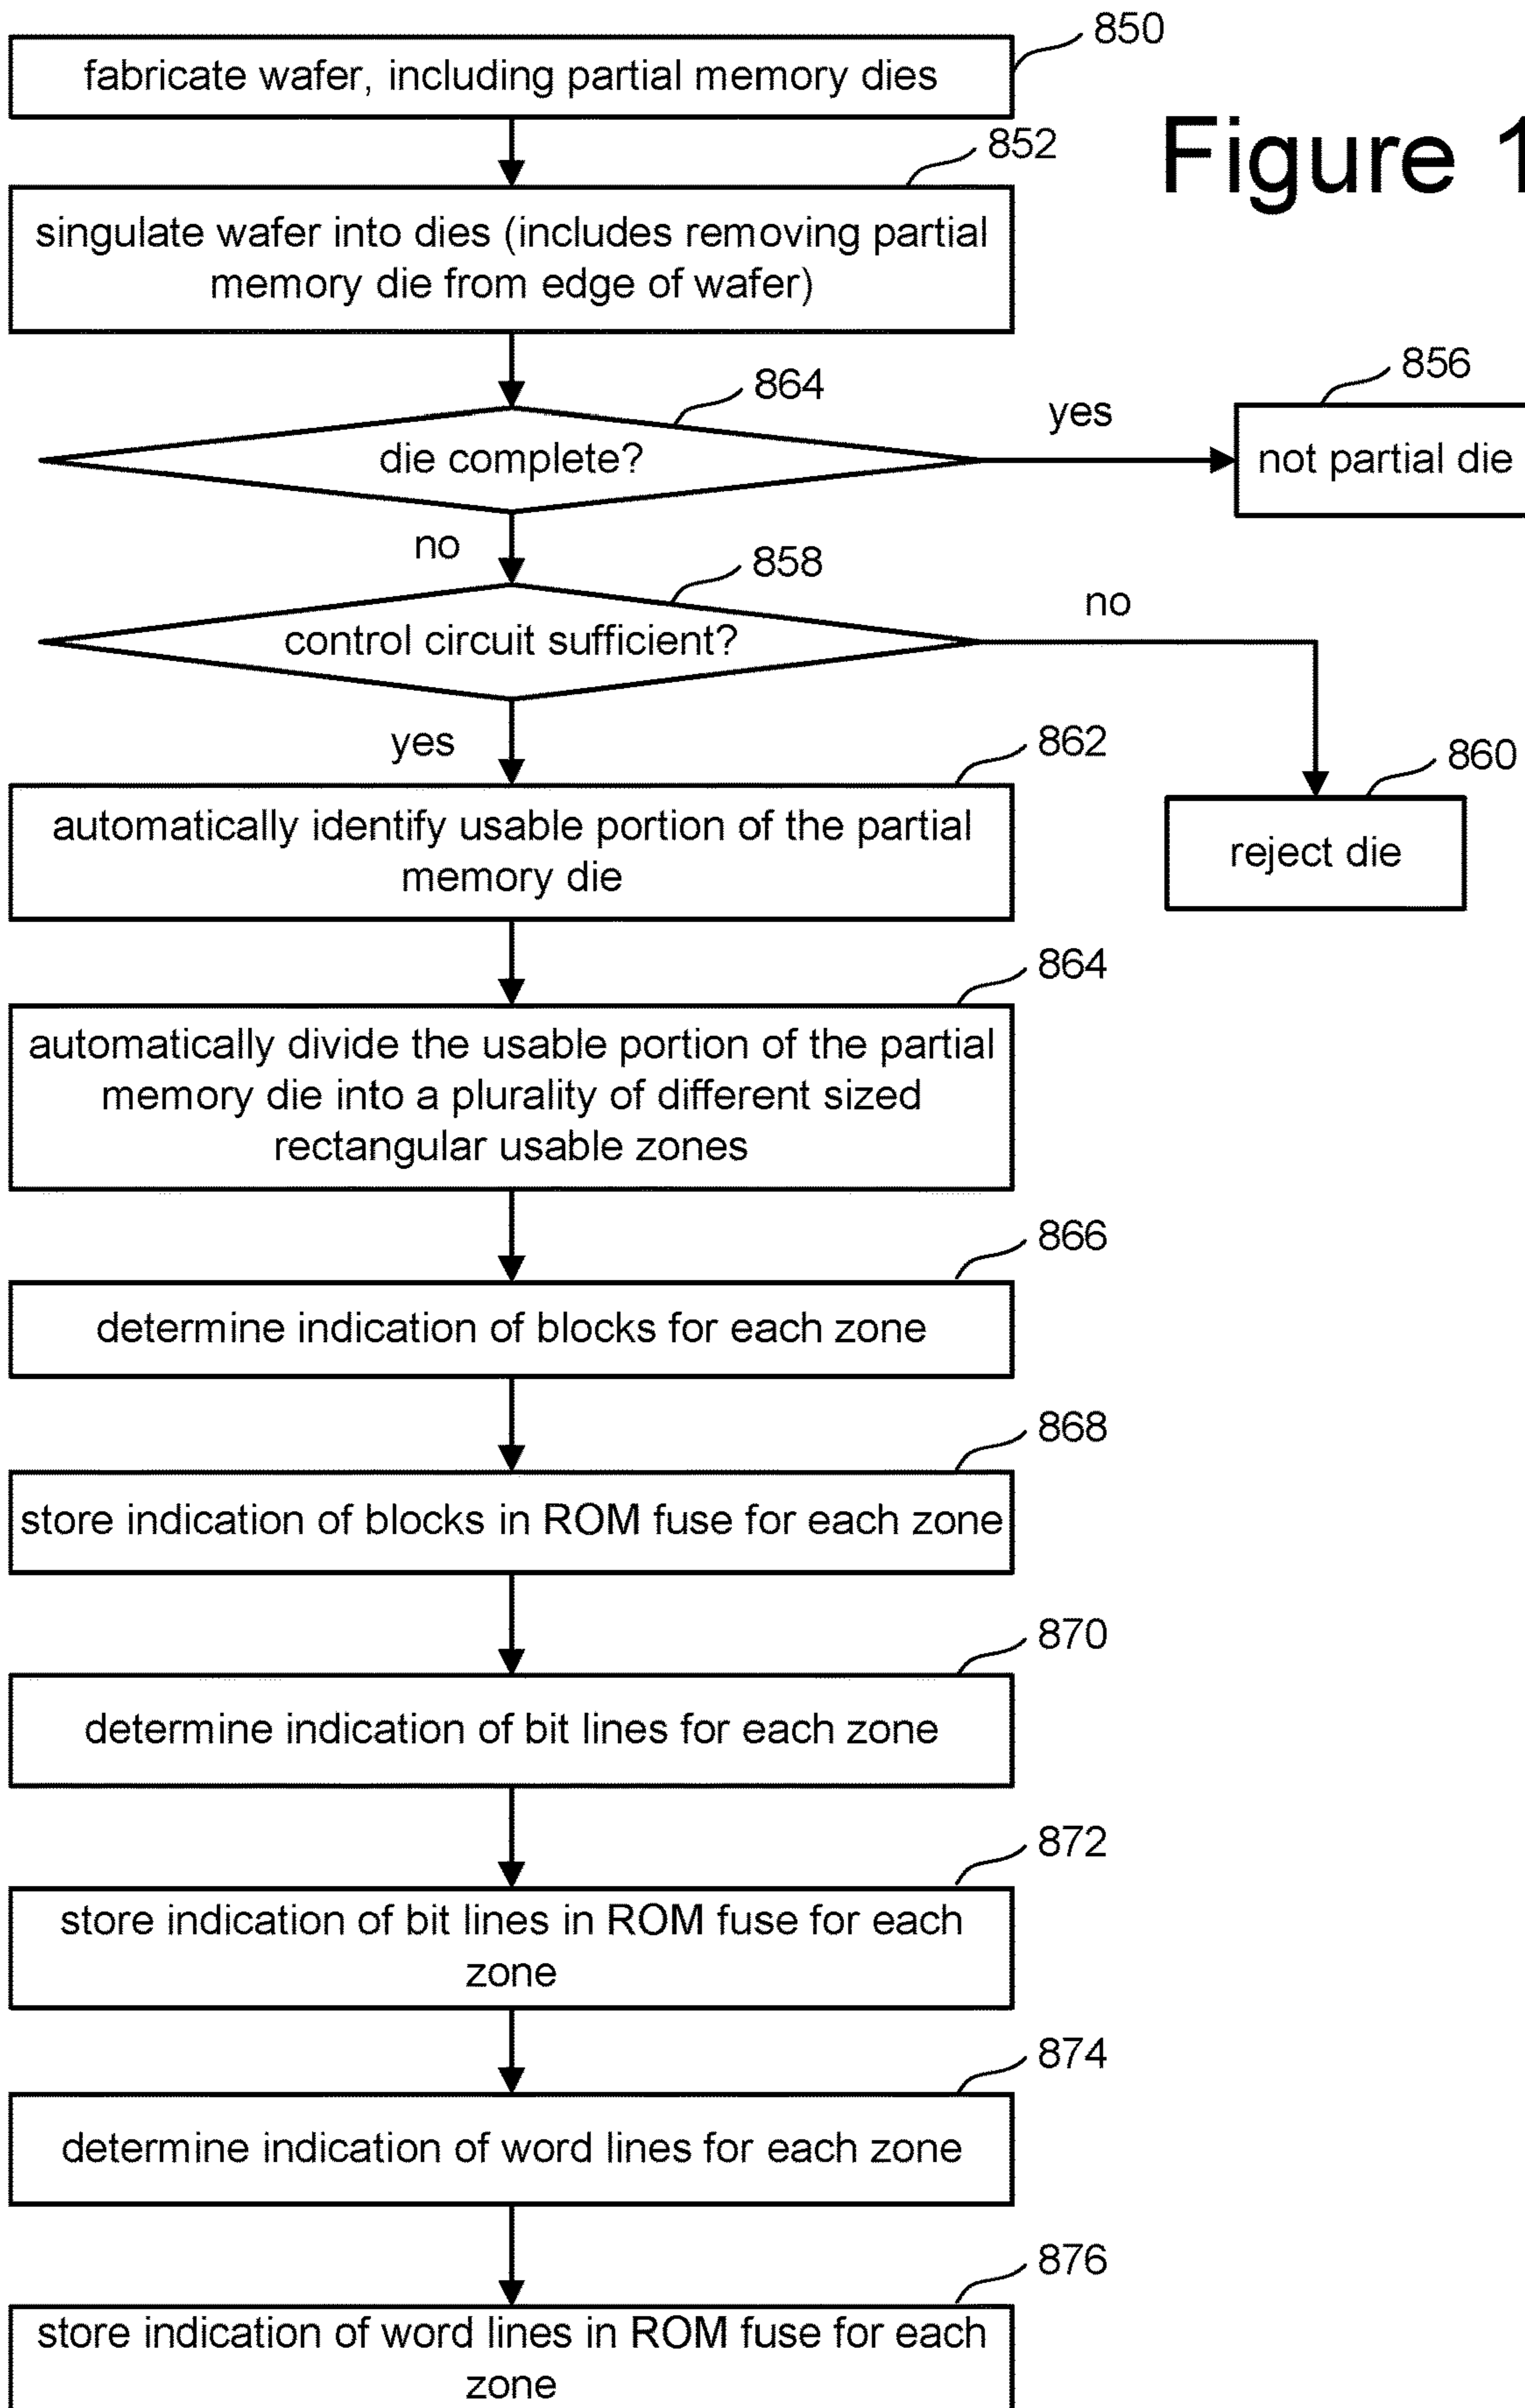 850
fabricate wafer, including partial memory dies
Figure 1
852
singulate wafer into dies (includes removing partial
memory die from edge of wafer)
864
die complete?
yes
856
not partial die
no
858
control circuit sufficient?
no
yes
862
automatically identify usable portion of the partial
memory die
860
reject die
864
automatically divide the usable portion of the partial
memory die into a plurality of different sized
rectangular usable zones
866
determine indication of blocks for each zone
868
store indication of blocks in ROM fuse for each zone
870
determine indication of bit lines for each zone
872
store indication of bit lines in ROM fuse for each
zone
874
determine indication of word lines for each zone
876
store indication of word lines in ROM fuse for each
zone